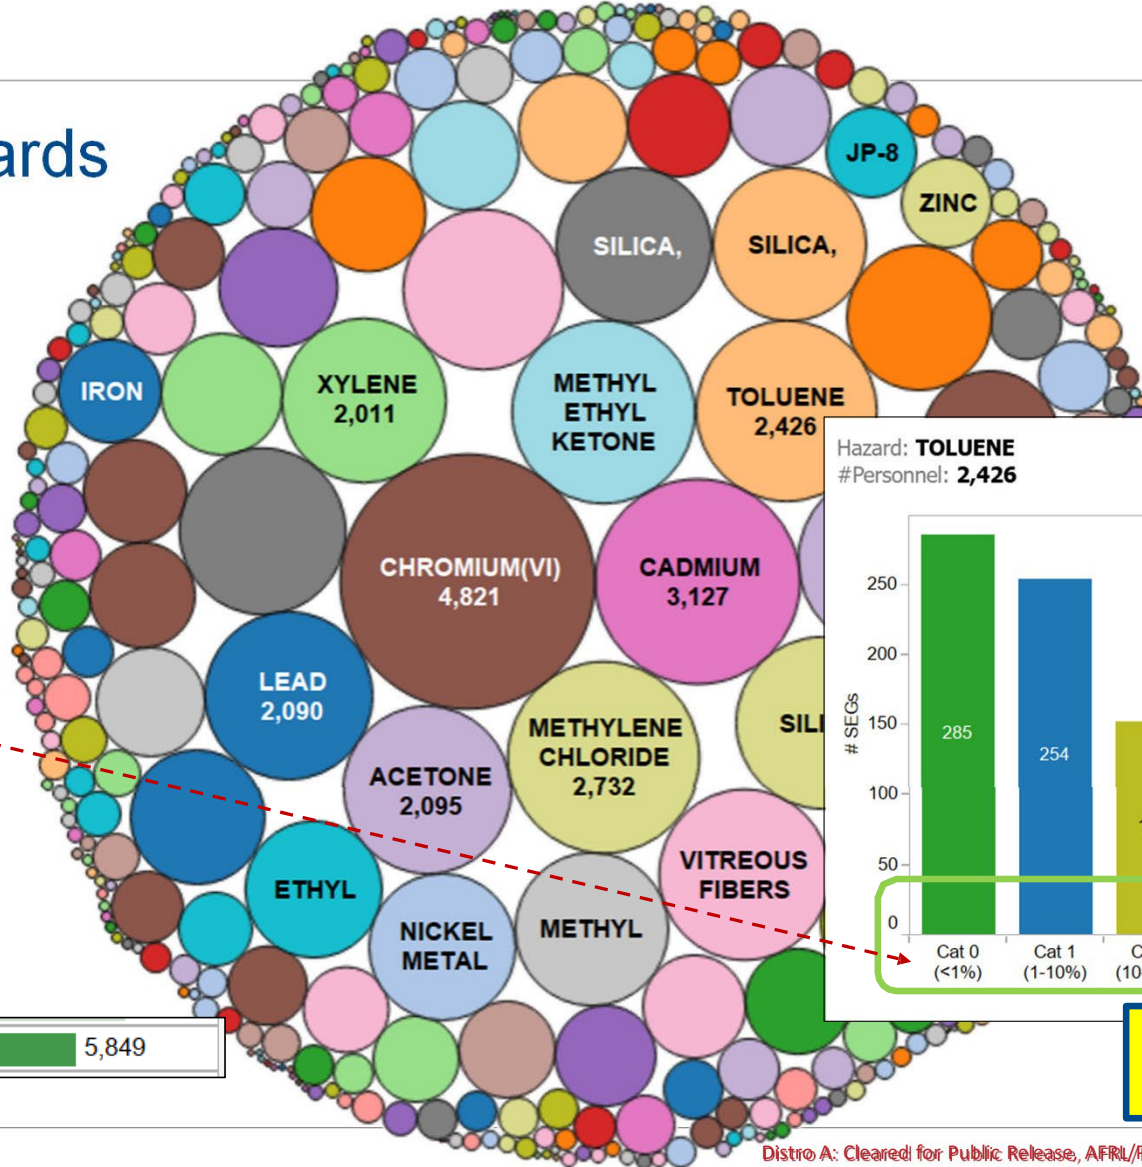 ards
JP-8
ZINC
SILICA,
SILICA,
IRON
XYLENE
2,011
METHYL
ETHYL
KETONE
TOLUENE
2,426
Hazard: TOLUENE
#Personnel: 2,426
CHROMIUM(VI)
4,821
CADMIUM
3,127
LEAD
2,090
METHYLENE
CHLORIDE
2,732
SILI
ACETONE
2,095
VITREOUS
FIBERS
ETHYL
NICKEL
METAL
METHYL
# SEGs
250
200
150
100
50
0
285
254
Cat 0
(<1%)
Cat 1
(1-10%)
C
(10
5,849
Distro A: Cleared for Public Release, AFRL/